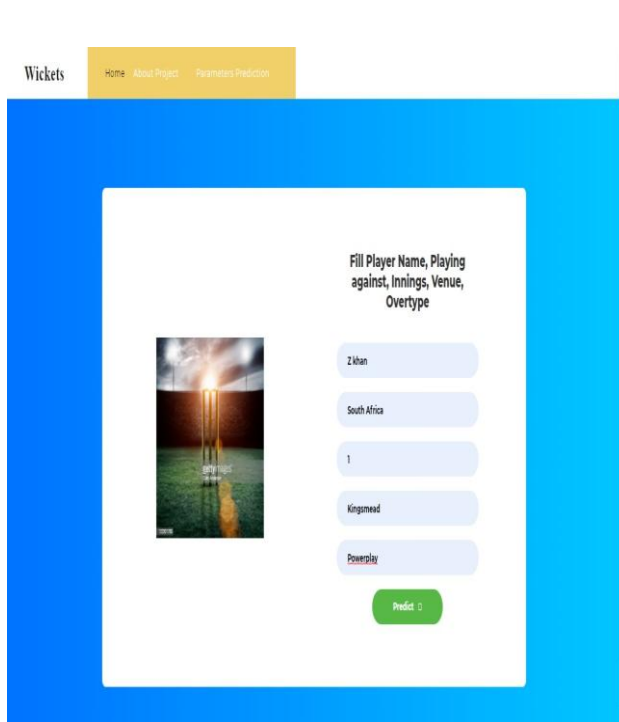 Wickets
Home About Project Parameters Prediction
Fill Player Name, Playing
against, Innings, Venue,
Overtype
Z khan
South Africa
1
Kingsmead
Powerplay
Predict
gettyimages